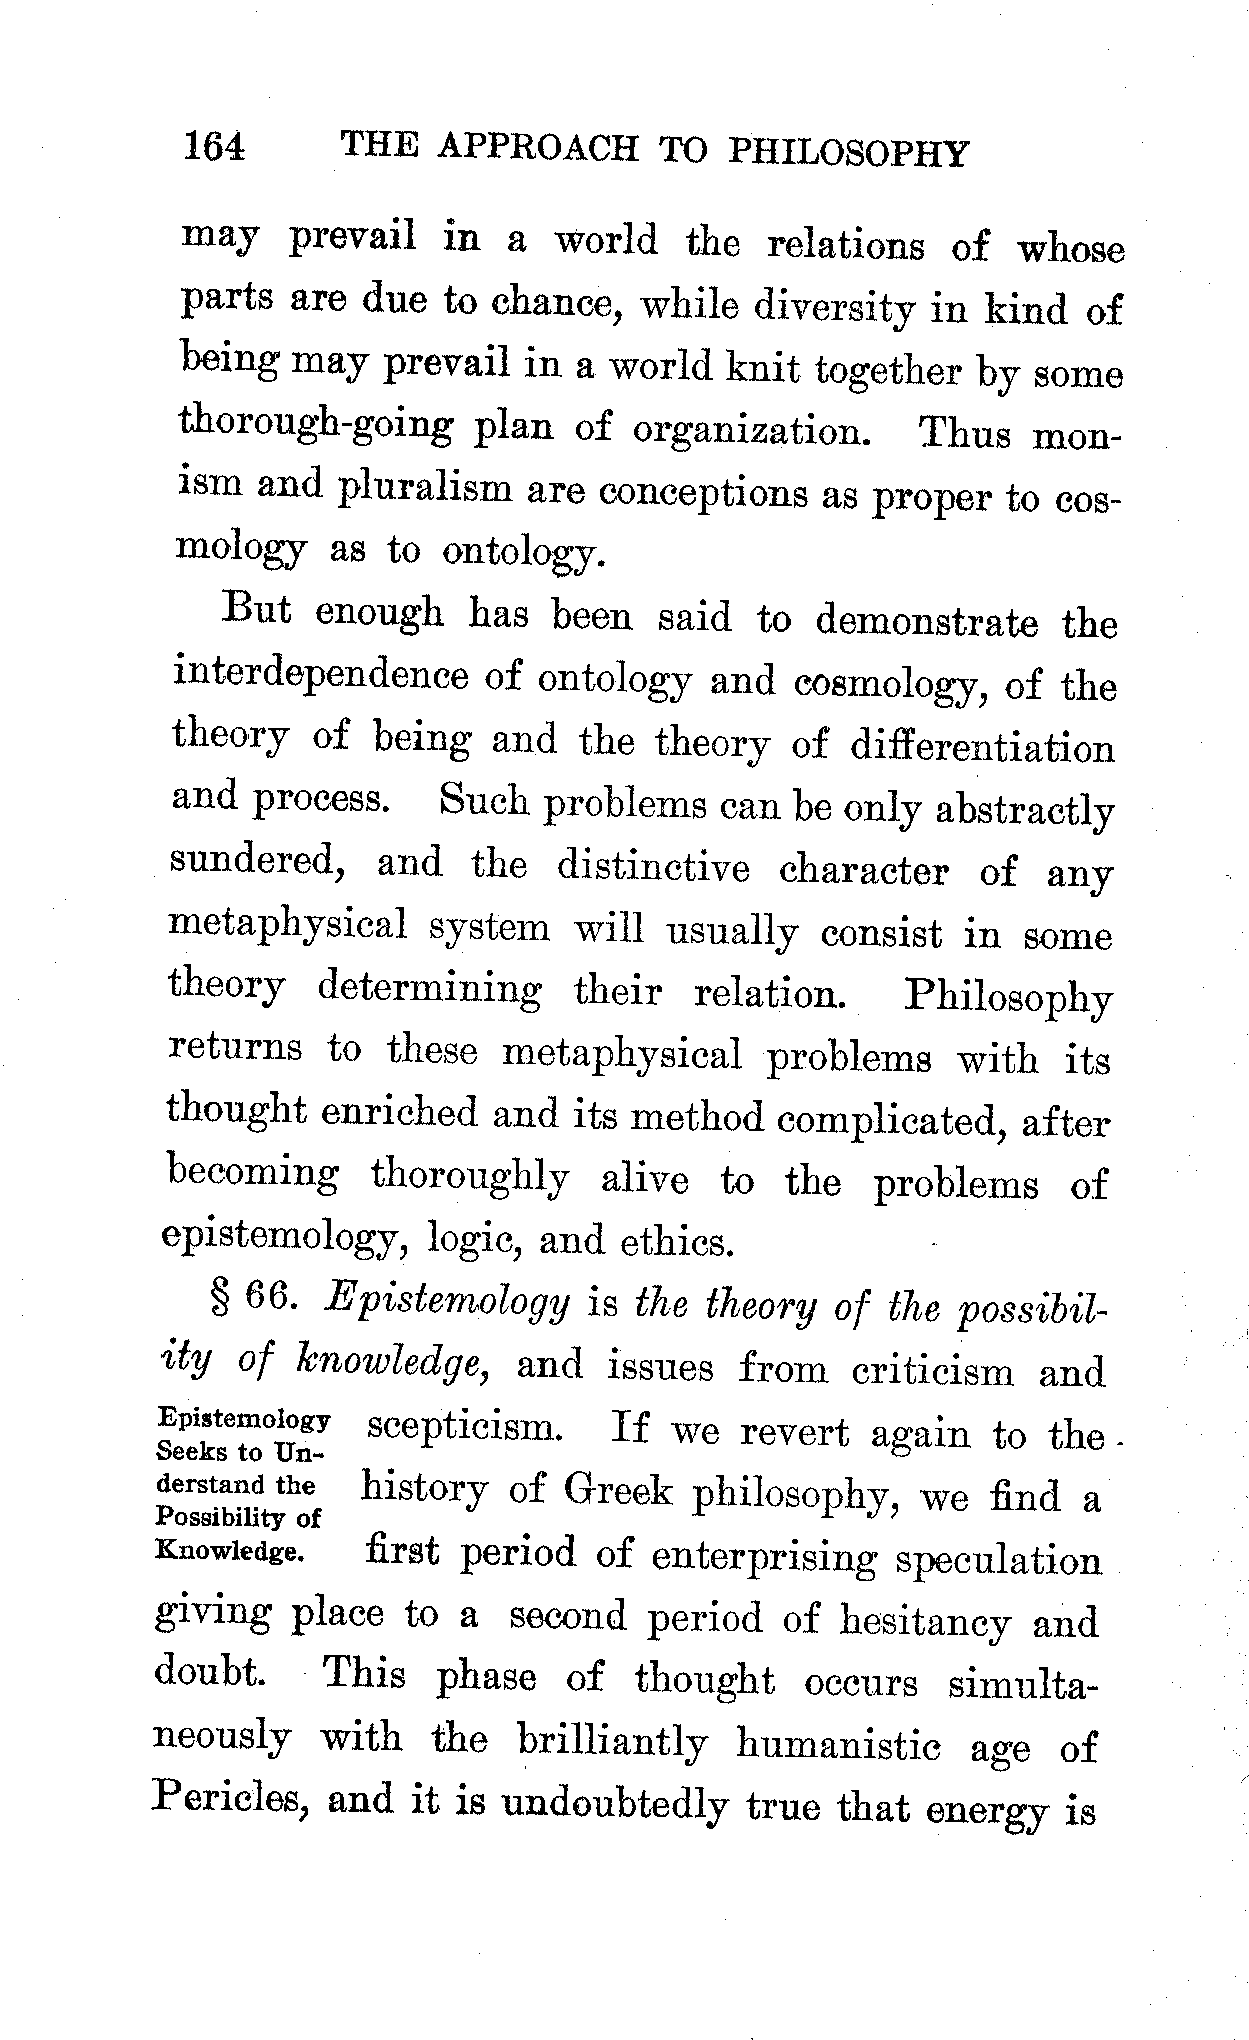 164 THE APPROACH TO PHILOSOPHY
may prevail in a world the relations of whose
parts are due to chance, while diversity in kind of
being may prevail in a world knit together by some
thorough-going plan of organization. Thus mon-
ism and pluralism are conceptions as proper to cos-
mology as to ontology.
But enough has been said to demonstrate the
interdependence of ontology and cosmology, of the
theory of being and the theory of differentiation
and process. Such problems can be only abstractly
sundered, and the distinctive character of any
metaphysical system will usually consist in some
theory determining their relation. Philosophy
returns to these metaphysical problems with its
thought enriched and its method complicated, after
becoming thoroughly alive to the problems of
epistemology, logic, and ethics.
§ 66. Epistemology is the theory of the possibil-
ity of knowledge, and issues from criticism and
Epistemology
Seeks to Un-
derstand the
Possibility of
Knowledge.
scepticism. If we revert again to the
history of Greek philosophy, we find a
first period of enterprising speculation
giving place to a second period of hesitancy and
doubt. This phase of thought occurs simulta-
neously with the brilliantly humanistic age of
Pericles, and it is undoubtedly true that energy is